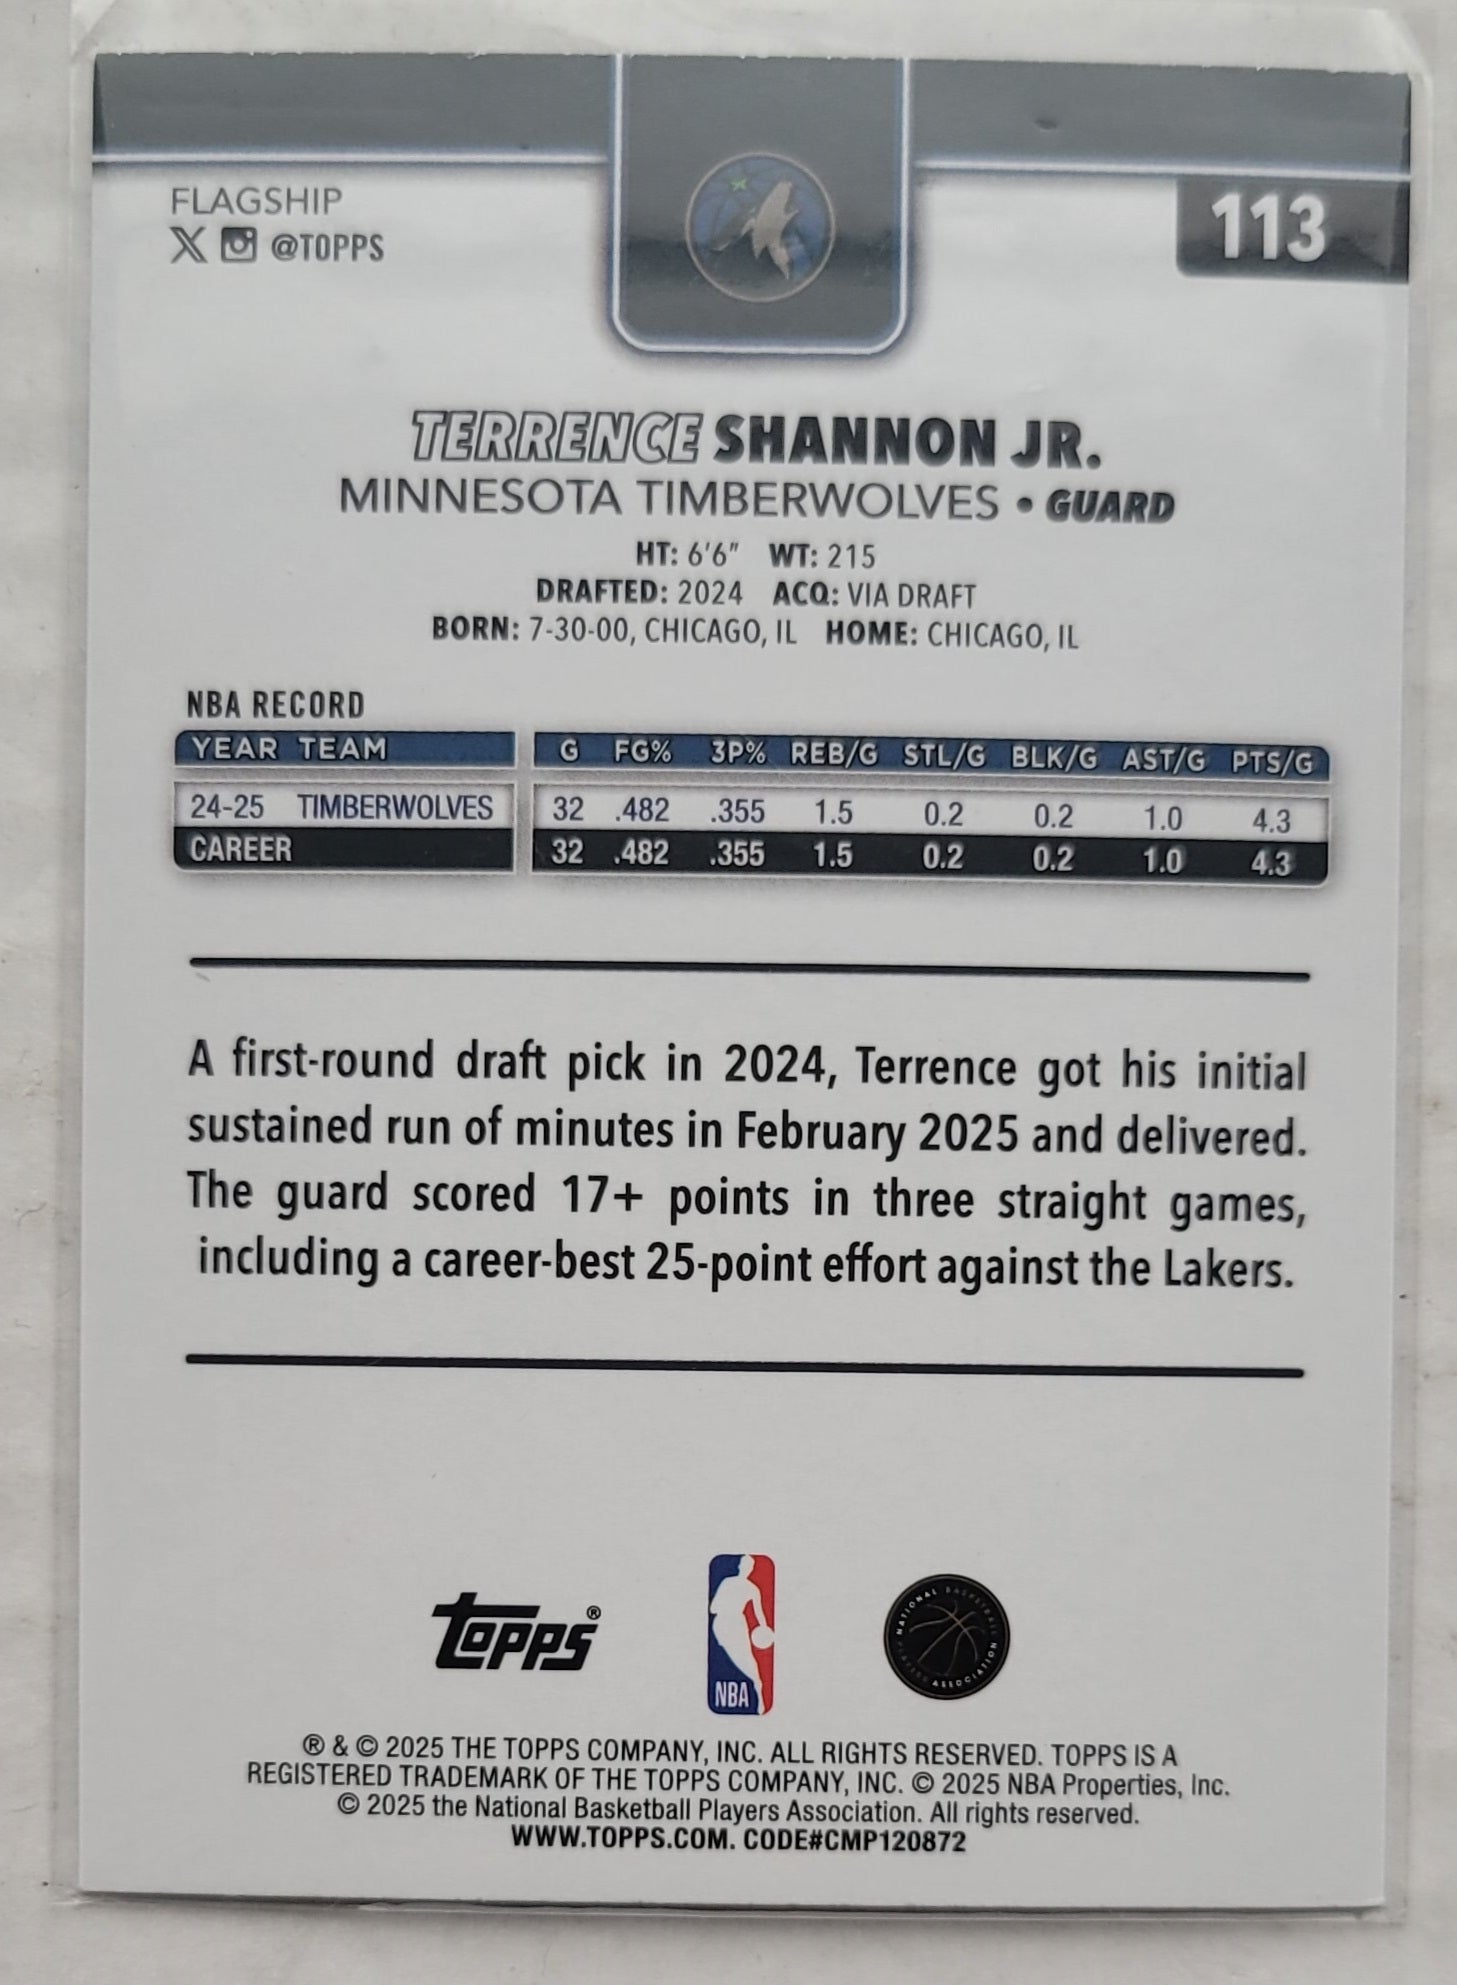 FLAGSHIP
113
X @TOPPS
TERRENCE SHANNON JR.
MINNESOTA TIMBERWOLVES • GUARD
HT: 6'6" WT: 215
DRAFTED: 2024 ACQ: VIA DRAFT
BORN: 7-30-00, CHICAGO, IL HOME: CHICAGO, IL
NBA RECORD
YEAR TEAM G FG% 3P% REB/G STL/G BLK/G AST/G PTS/G
24-25 TIMBERWOLVES 32 .482 .355 1.5 0.2 0.2 1.0 4.3
CAREER 32 .482 .355 1.5 0.2 0.2 1.0 4.3
A first-round draft pick in 2024, Terrence got his initial
sustained run of minutes in February 2025 and delivered.
The guard scored 17+ points in three straight games,
including a career-best 25-point effort against the Lakers.
Topps®
NBA
NATIONAL BASKETBALL PLAYERS ASSOCIATION
® & © 2025 THE TOPPS COMPANY, INC. ALL RIGHTS RESERVED. TOPPS IS A
REGISTERED TRADEMARK OF THE TOPPS COMPANY, INC. © 2025 NBA Properties, Inc.
© 2025 the National Basketball Players Association. All rights reserved.
WWW.TOPPS.COM. CODE#CMP120872